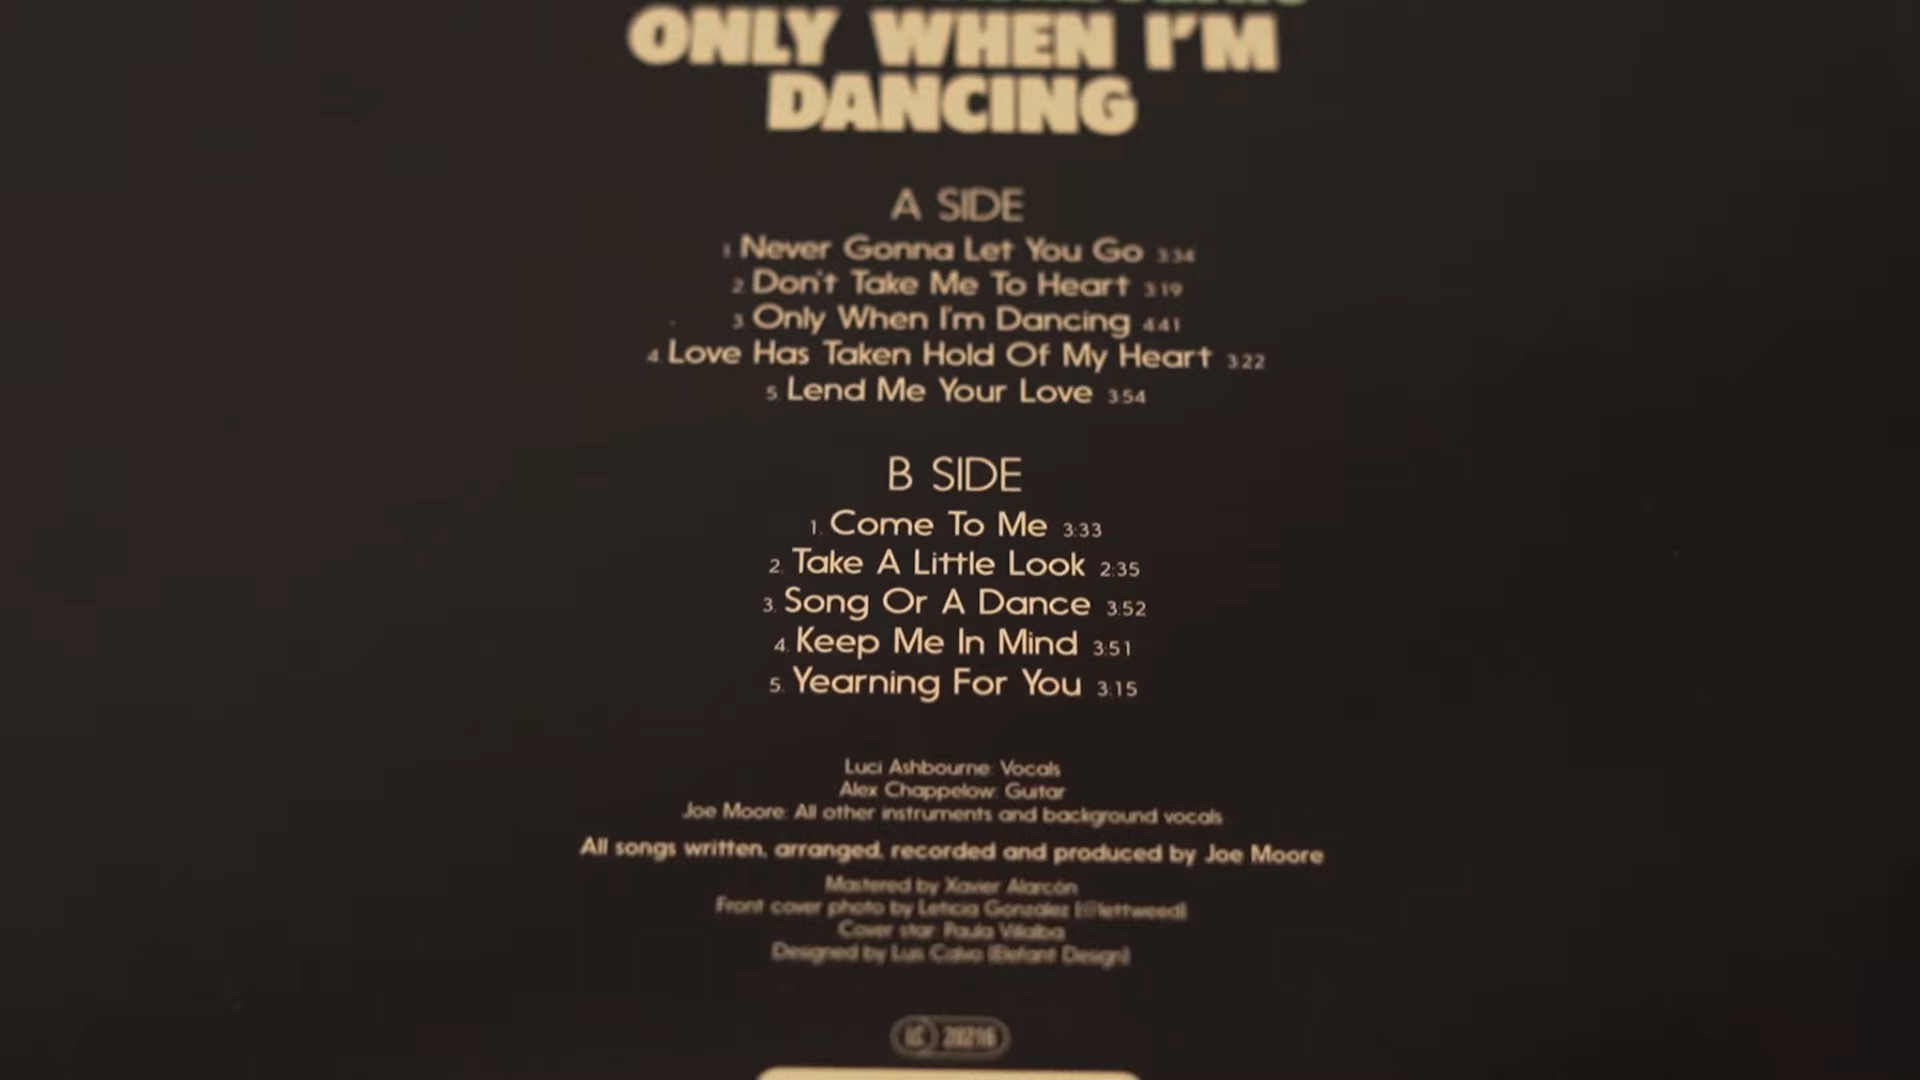 ONLY WHEN I'M
DANCING
A SIDE
1 Never Gonna Let You Go 3:34
2 Don't Take Me To Heart 3:19
3 Only When I'm Dancing 4:41
4 Love Has Taken Hold Of My Heart 3:22
5 Lend Me Your Love 3:54
B SIDE
1. Come To Me 3:33
2. Take A Little Look 2:35
3. Song Or A Dance 3:52
4. Keep Me In Mind 3:51
5. Yearning For You 3:15
Luci Ashbourne: Vocals
Alex Chappelow: Guitar
Joe Moore: All other instruments and background vocals
All songs written, arranged, recorded and produced by Joe Moore
Mastered by Xavier Alarcón
Front cover photo by Leticia González (@lettweed)
Cover star: Paula Villalba
Designed by Luis Calvo (Elefant Design)
LC 29216